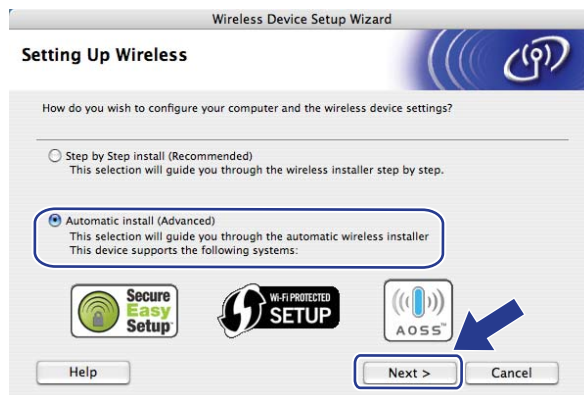 Wireless Device Setup Wizard
Setting Up Wireless
How do you wish to configure your computer and the wireless device settings?
Step by Step install (Recommended)
This selection will guide you through the wireless installer step by step.
Automatic install (Advanced)
This selection will guide you through the automatic wireless installer
This device supports the following systems:
Secure
Easy
Setup™
WI-FI PROTECTED
SETUP
AOSS™
Help
Next >
Cancel